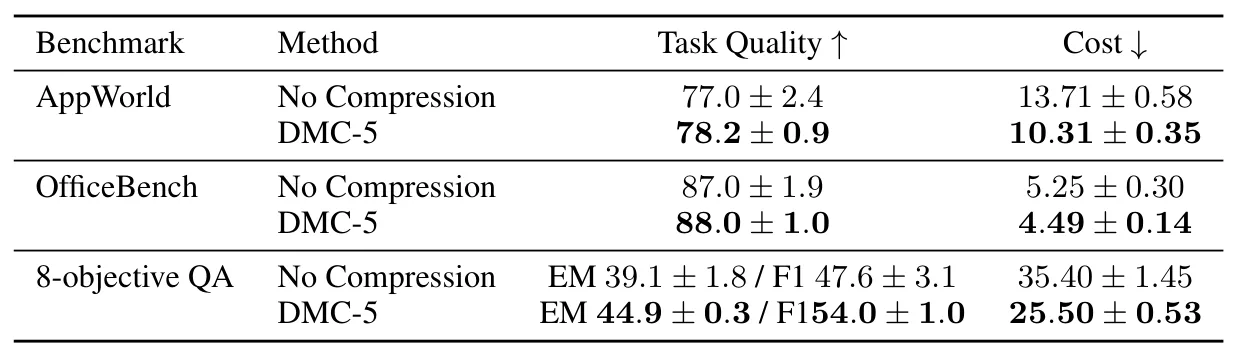 Benchmark Method Task Quality ↑ Cost ↓
AppWorld No Compression 77.0 ± 2.4 13.71 ± 0.58
DMC-5 78.2 ± 0.9 10.31 ± 0.35
OfficeBench No Compression 87.0 ± 1.9 5.25 ± 0.30
DMC-5 88.0 ± 1.0 4.49 ± 0.14
8-objective QA No Compression EM 39.1 ± 1.8 / F1 47.6 ± 3.1 35.40 ± 1.45
DMC-5 EM 44.9 ± 0.3 / F154.0 ± 1.0 25.50 ± 0.53